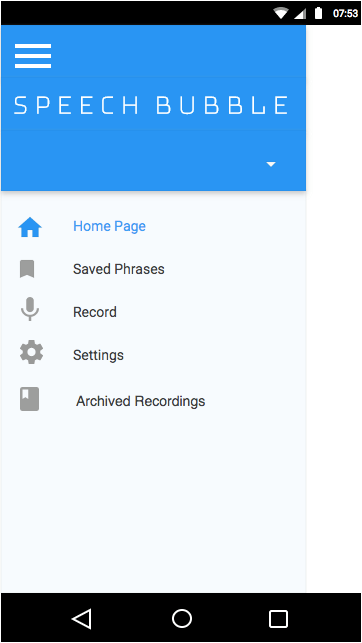 07:53
SPEECH BUBBLE
Home Page
Saved Phrases
Record
Settings
Archived Recordings